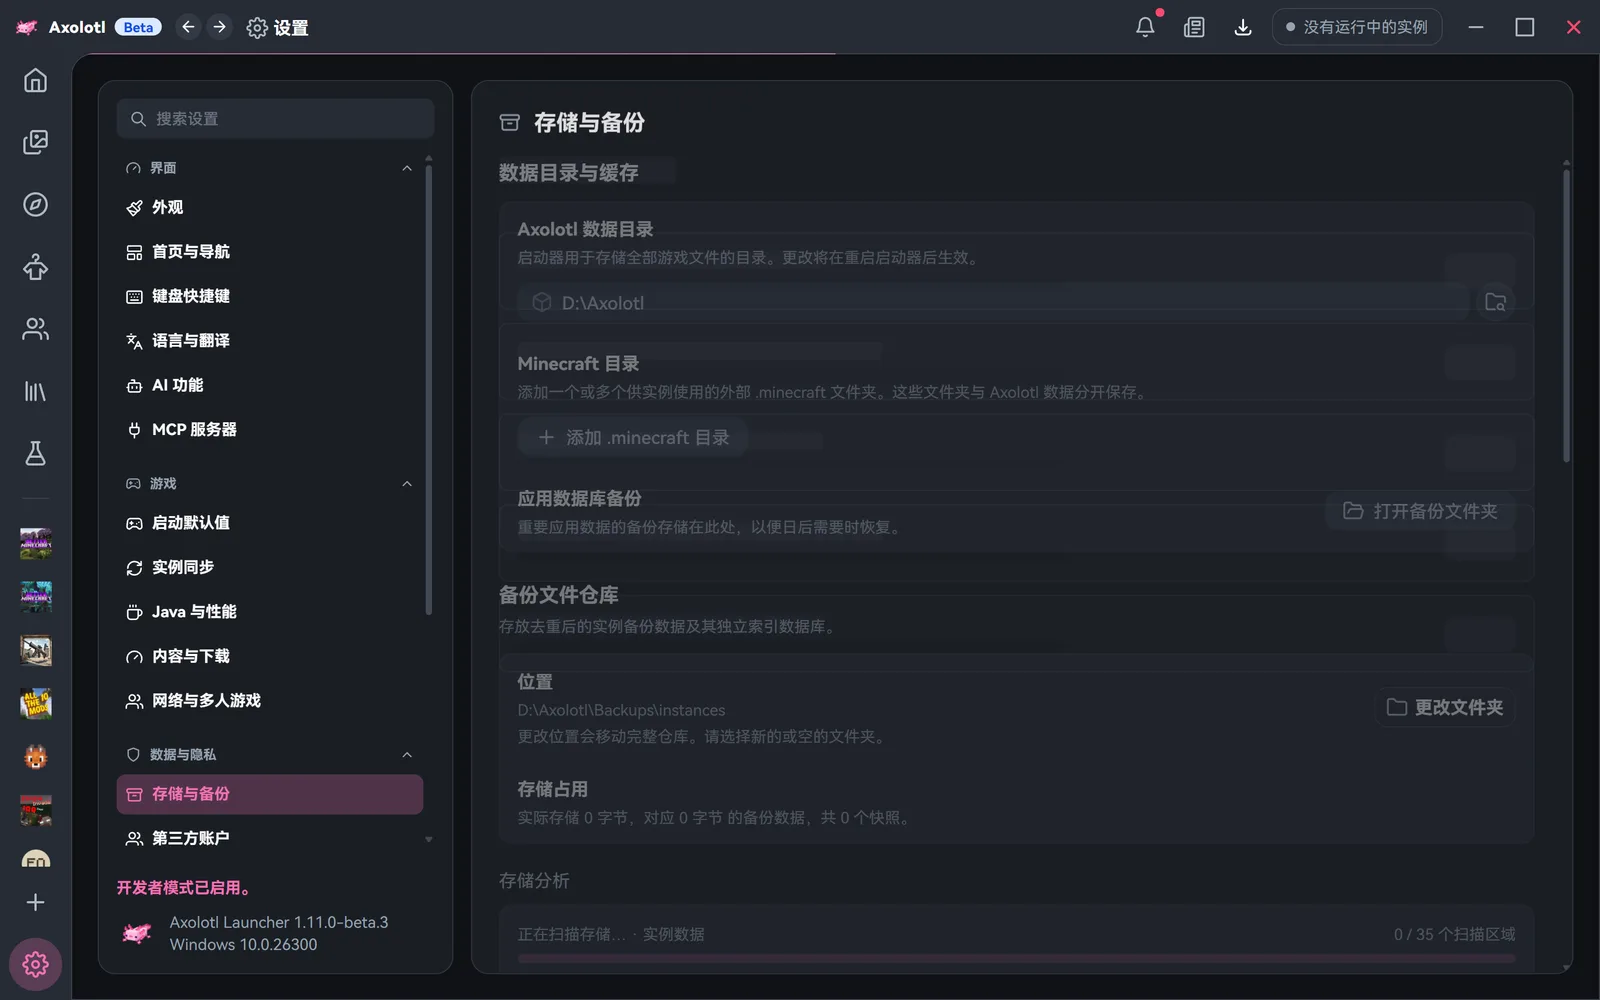 Axolotl Beta 设置
没有运行中的实例
搜索设置
界面
外观
首页与导航
键盘快捷键
语言与翻译
AI 功能
MCP 服务器
游戏
启动默认值
实例同步
Java 与性能
内容与下载
网络与多人游戏
数据与隐私
存储与备份
第三方账户
开发者模式已启用。
Axolotl Launcher 1.11.0-beta.3
Windows 10.0.26300
存储与备份
数据目录与缓存
Axolotl 数据目录
启动器用于存储全部游戏文件的目录。更改将在重启启动器后生效。
D:\Axolotl
Minecraft 目录
添加一个或多个供实例使用的外部 .minecraft 文件夹。这些文件夹与 Axolotl 数据分开保存。
添加 .minecraft 目录
应用数据库备份
重要应用数据的备份存储在此处，以便日后需要时恢复。
打开备份文件夹
备份文件仓库
存放去重后的实例备份数据及其独立索引数据库。
位置
D:\Axolotl\Backups\instances
更改位置会移动完整仓库。请选择新的或空的文件夹。
更改文件夹
存储占用
实际存储 0 字节，对应 0 字节 的备份数据，共 0 个快照。
存储分析
正在扫描存储… · 实例数据
0 / 35 个扫描区域
ALL THE 10 MODS